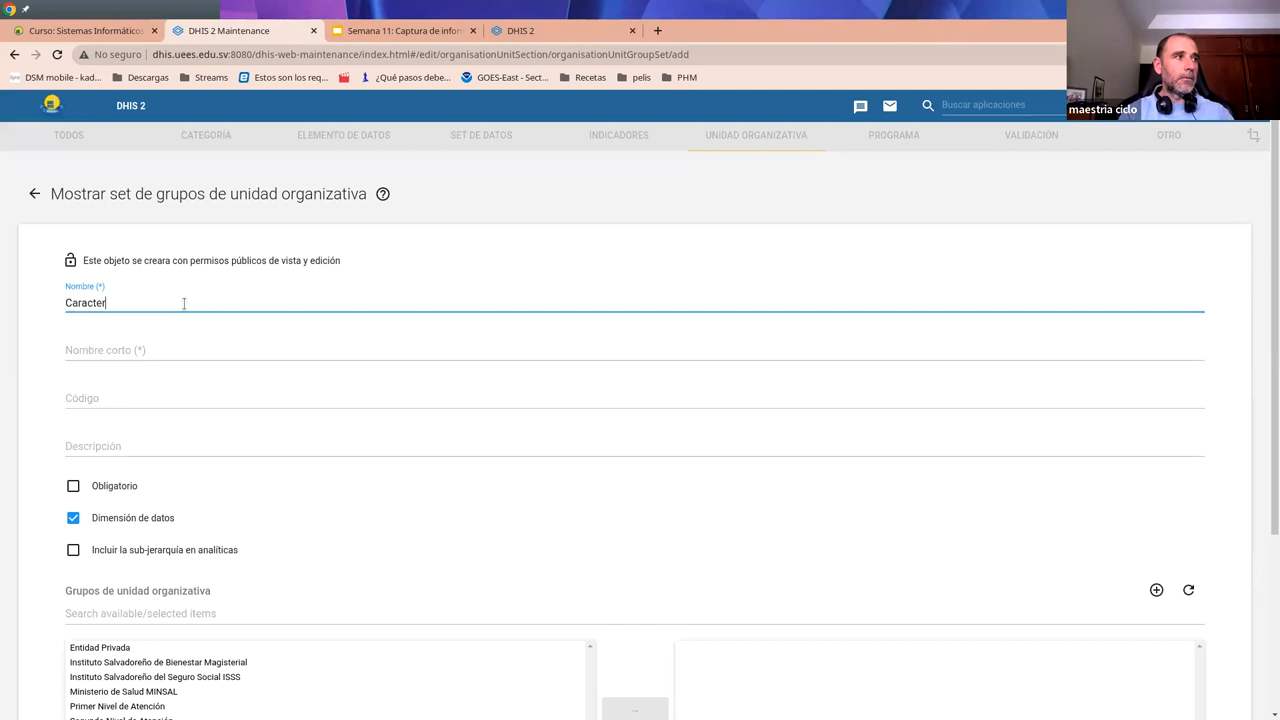 Curso: Sistemas Informáticos
DHIS 2 Maintenance
Semana 11: Captura de infor
DHIS 2
No seguro
dhis.uees.edu.sv:8080/dhis-web-maintenance/index.html#/edit/organisationUnitSection/organisationUnitGroupSet/add
DSM mobile - kad...
Descargas
Streams
Estos son los req...
¿Qué pasos debe...
GOES-East - Sect...
Recetas
pelis
PHM
maestria ciclo
DHIS 2
Buscar aplicaciones
TODOS
CATEGORÍA
ELEMENTO DE DATOS
SET DE DATOS
INDICADORES
UNIDAD ORGANIZATIVA
PROGRAMA
VALIDACIÓN
OTRO
Mostrar set de grupos de unidad organizativa
Este objeto se creara con permisos públicos de vista y edición
Nombre (*)
Caracter
Nombre corto (*)
Código
Descripción
Obligatorio
Dimensión de datos
Incluir la sub-jerarquía en analíticas
Grupos de unidad organizativa
Search available/selected items
Entidad Privada
Instituto Salvadoreño de Bienestar Magisterial
Instituto Salvadoreño del Seguro Social ISSS
Ministerio de Salud MINSAL
Primer Nivel de Atención
Segundo Nivel de Atención